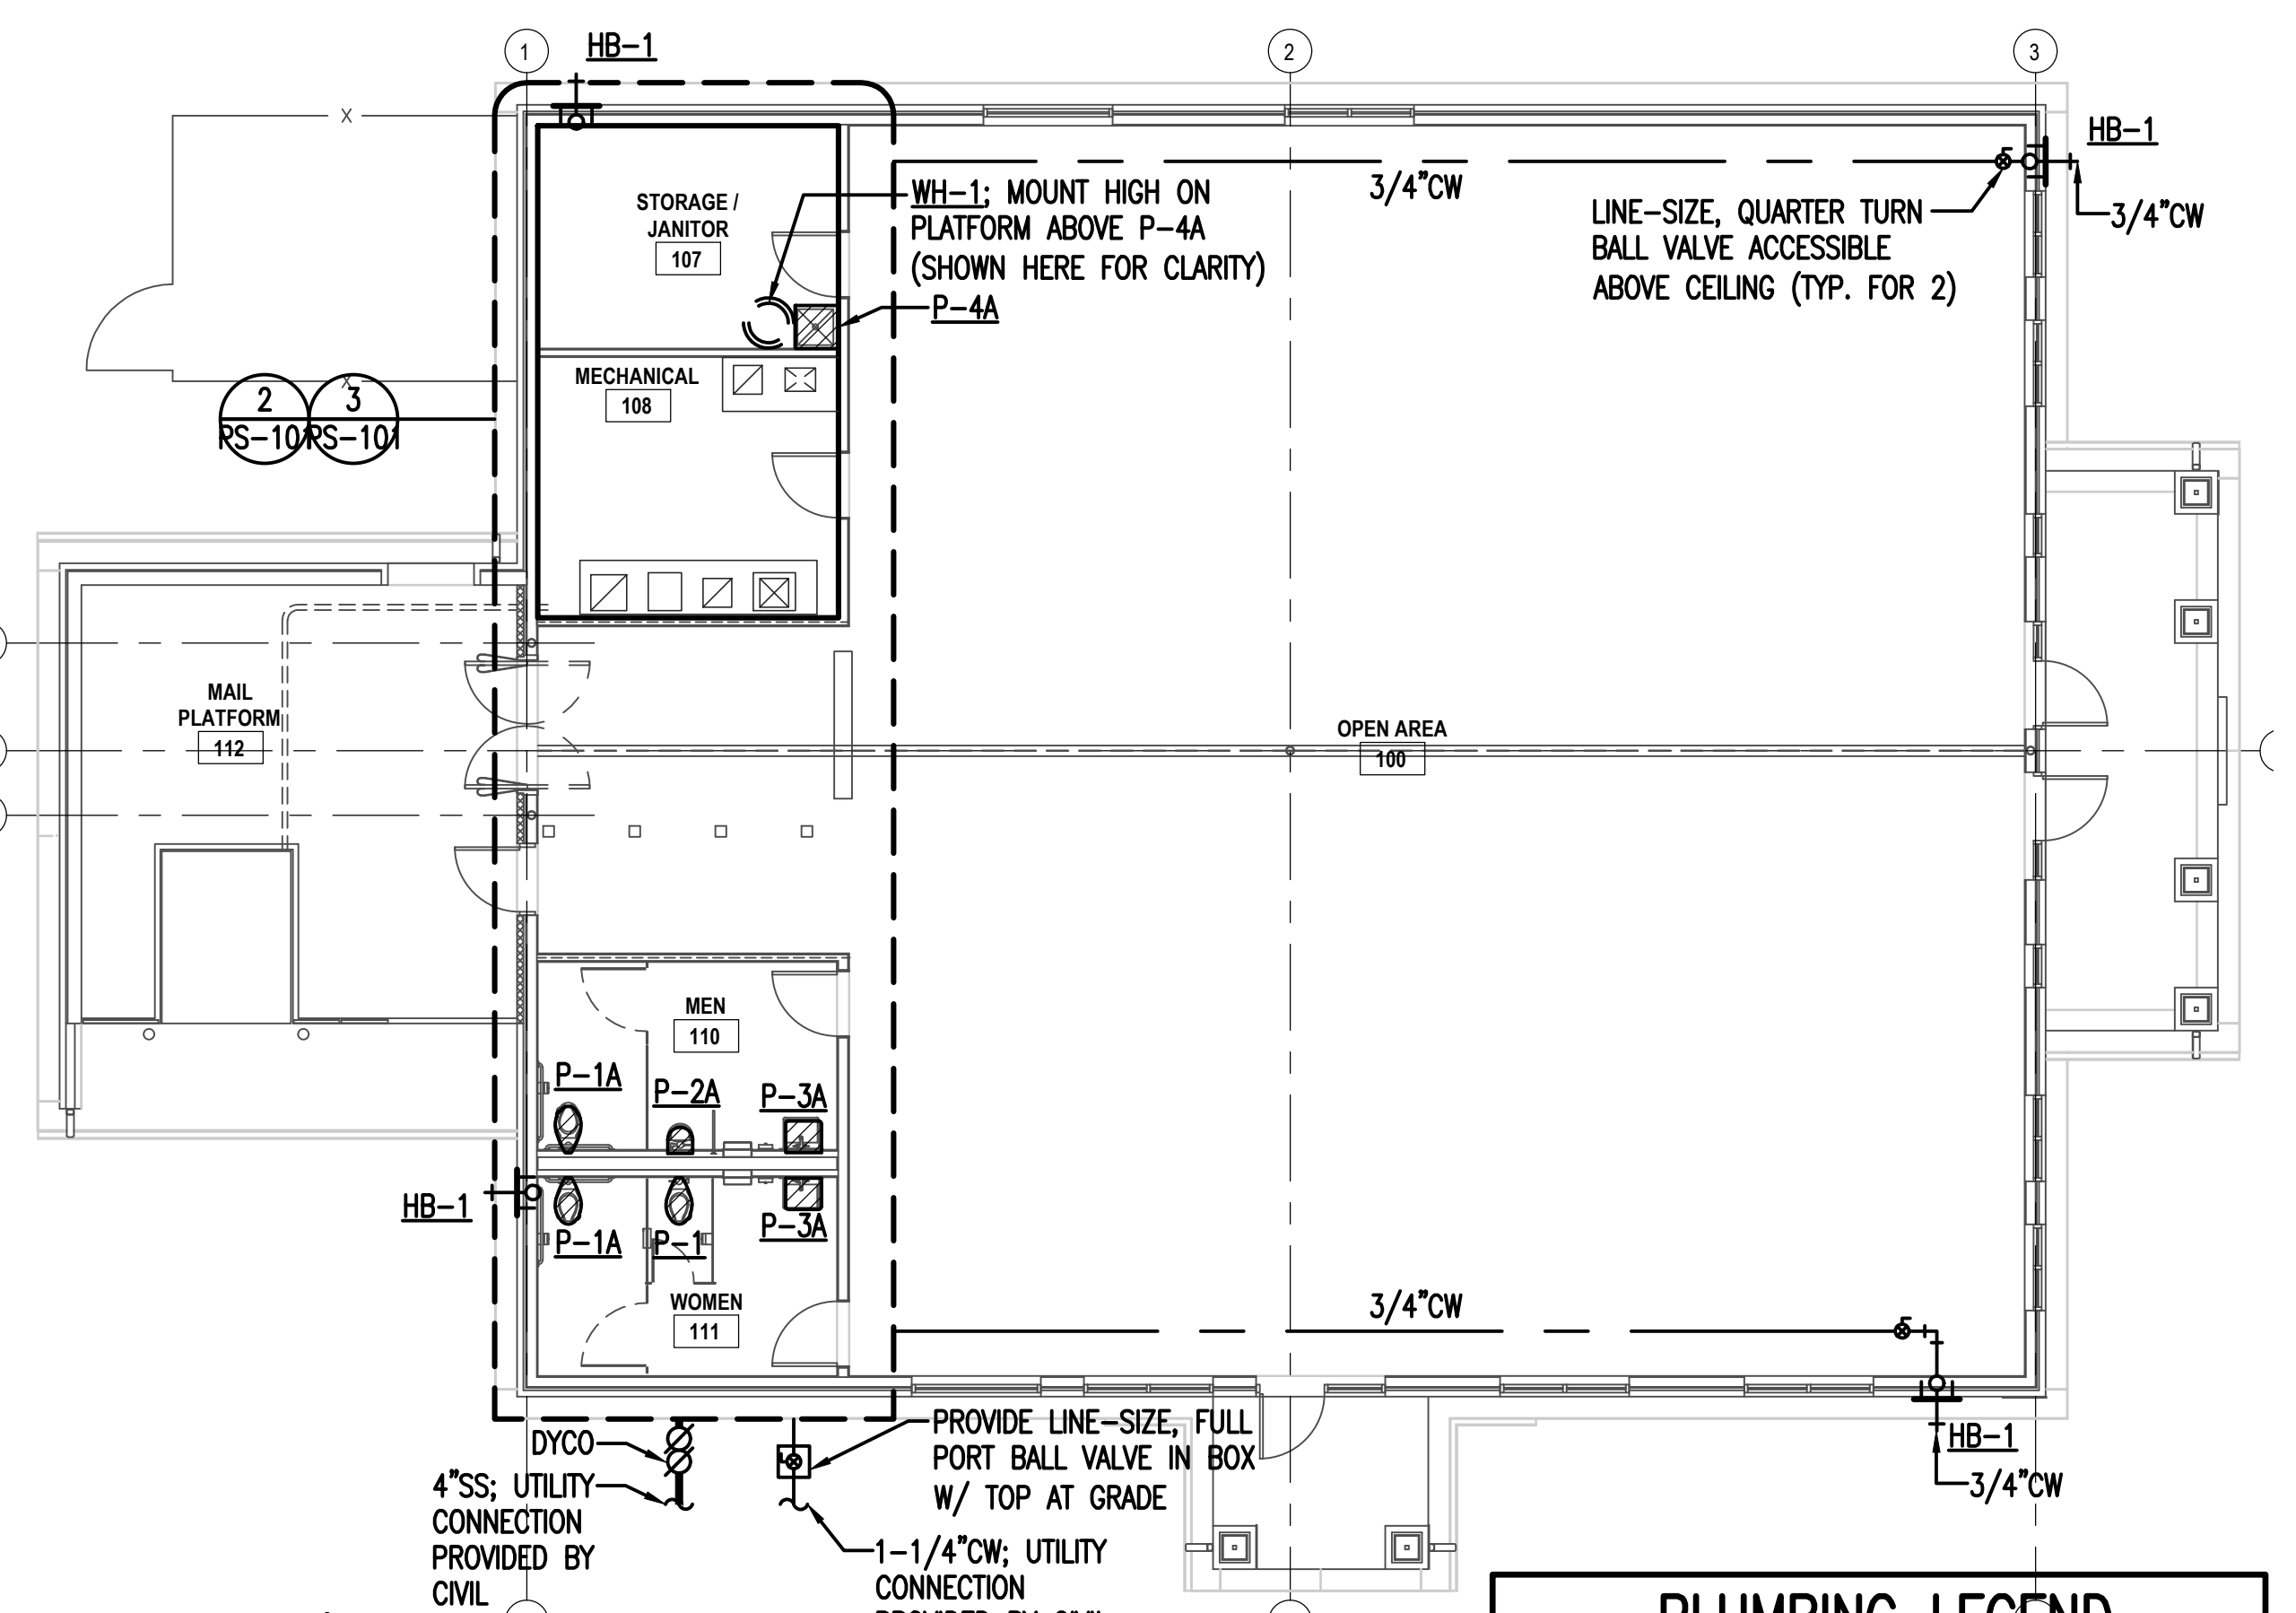 1
HB-1
2
3
X
HB-1
3/4"CW
3/4"CW
STORAGE /
JANITOR
107
WH-1; MOUNT HIGH ON
PLATFORM ABOVE P-4A
(SHOWN HERE FOR CLARITY)
P-4A
LINE-SIZE, QUARTER TURN
BALL VALVE ACCESSIBLE
ABOVE CEILING (TYP. FOR 2)
MECHANICAL
108
X
2
PS-101
3
PS-101
MAIL
PLATFORM
112
OPEN AREA
100
MEN
110
P-1A
P-2A
P-3A
HB-1
P-1A
P-1
P-3A
WOMEN
111
3/4"CW
HB-1
3/4"CW
DYCO
4"SS; UTILITY
CONNECTION
PROVIDED BY
CIVIL
PROVIDE LINE-SIZE, FULL
PORT BALL VALVE IN BOX
W/ TOP AT GRADE
1-1/4"CW; UTILITY
CONNECTION
PROVIDED BY CIVIL
PLUMBING LEGEND